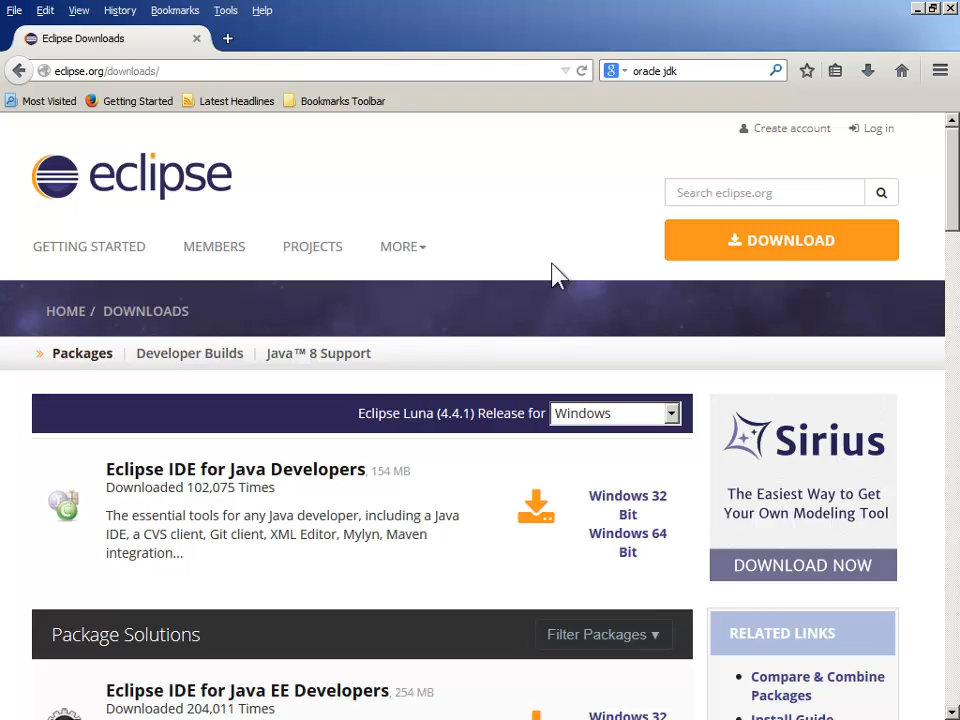 File Edit View History Bookmarks Tools Help
Eclipse Downloads
eclipse.org/downloads/
8 oracle jdk
Most Visited Getting Started Latest Headlines Bookmarks Toolbar
Create account Log in
eclipse
Search eclipse.org
GETTING STARTED MEMBERS PROJECTS MORE
DOWNLOAD
HOME / DOWNLOADS
» Packages | Developer Builds | Java™ 8 Support
Eclipse Luna (4.4.1) Release for Windows
Eclipse IDE for Java Developers, 154 MB
Downloaded 102,075 Times
The essential tools for any Java developer, including a Java
IDE, a CVS client, Git client, XML Editor, Mylyn, Maven
integration...
Windows 32
Bit
Windows 64
Bit
Sirius
The Easiest Way to Get
Your Own Modeling Tool
DOWNLOAD NOW
Package Solutions
Filter Packages ▼
RELATED LINKS
Eclipse IDE for Java EE Developers, 254 MB
Downloaded 204,011 Times
Windows 32
• Compare & Combine
Packages
• Install Guide